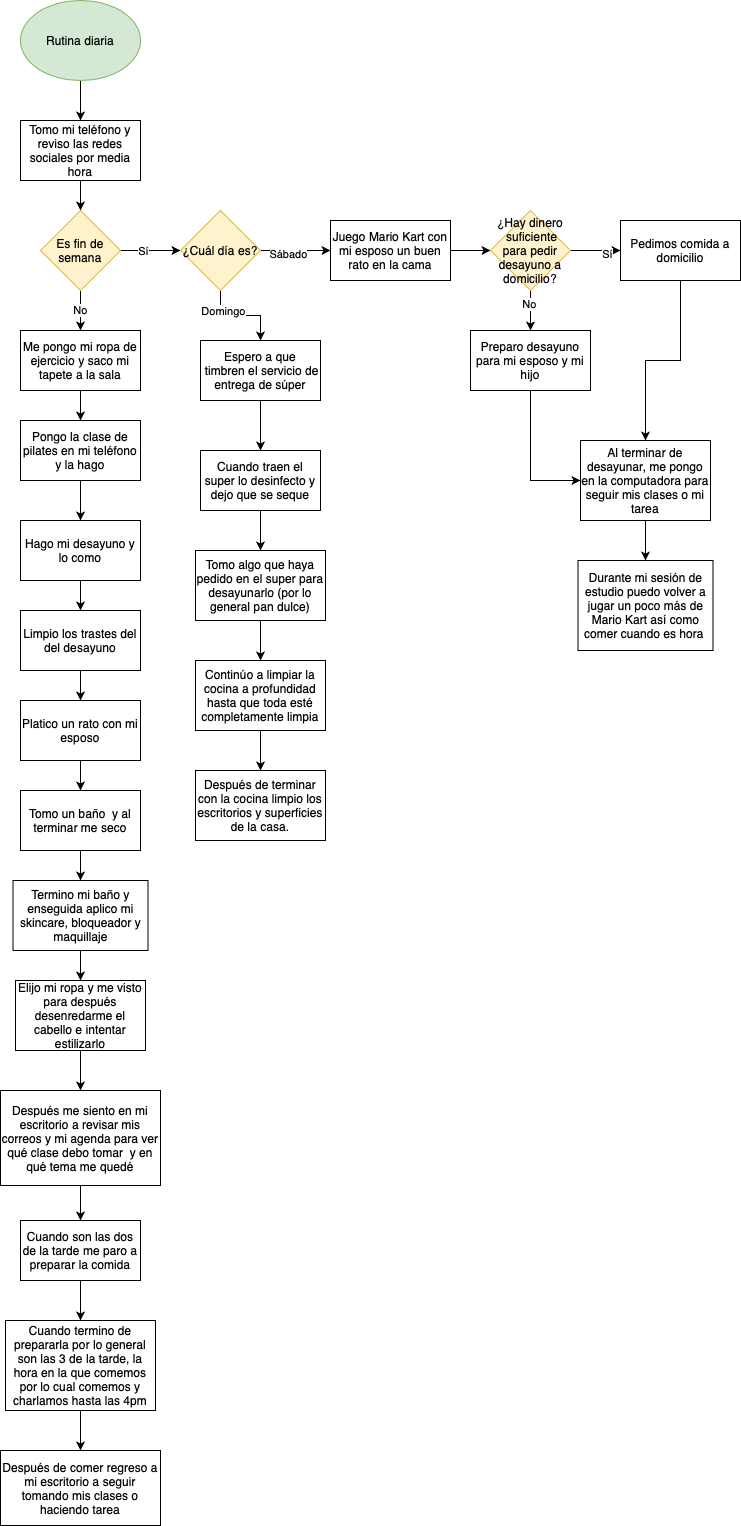 Rutina diaria
Tomo mi teléfono y
reviso las redes
sociales por media
hora
Es fin de
semana
Sí
¿Cuál día es?
Sábado
Juego Mario Kart con
mi esposo un buen
rato en la cama
¿Hay dinero
suficiente
para pedir
desayuno a
domicilio?
Sí
Pedimos comida a
domicilio
No
Domingo
No
Me pongo mi ropa de
ejercicio y saco mi
tapete a la sala
Espero a que
timbren el servicio de
entrega de súper
Preparo desayuno
para mi esposo y mi
hijo
Pongo la clase de
pilates en mi teléfono
y la hago
Cuando traen el
super lo desinfecto y
dejo que se seque
Al terminar de
desayunar, me pongo
en la computadora para
seguir mis clases o mi
tarea
Hago mi desayuno y
lo como
Tomo algo que haya
pedido en el super para
desayunarlo (por lo
general pan dulce)
Durante mi sesión de
estudio puedo volver a
jugar un poco más de
Mario Kart así como
comer cuando es hora
Limpio los trastes del
del desayuno
Continúo a limpiar la
cocina a profundidad
hasta que toda esté
completamente limpia
Platico un rato con mi
esposo
Después de terminar
con la cocina limpio los
escritorios y superficies
de la casa.
Tomo un baño y al
terminar me seco
Termino mi baño y
enseguida aplico mi
skincare, bloqueador y
maquillaje
Elijo mi ropa y me visto
para después
desenredarme el
cabello e intentar
estilizarlo
Después me siento en mi
escritorio a revisar mis
correos y mi agenda para ver
qué clase debo tomar y en
qué tema me quedé
Cuando son las dos
de la tarde me paro a
preparar la comida
Cuando termino de
prepararla por lo general
son las 3 de la tarde, la
hora en la que comemos
por lo cual comemos y
charlamos hasta las 4pm
Después de comer regreso a
mi escritorio a seguir
tomando mis clases o
haciendo tarea